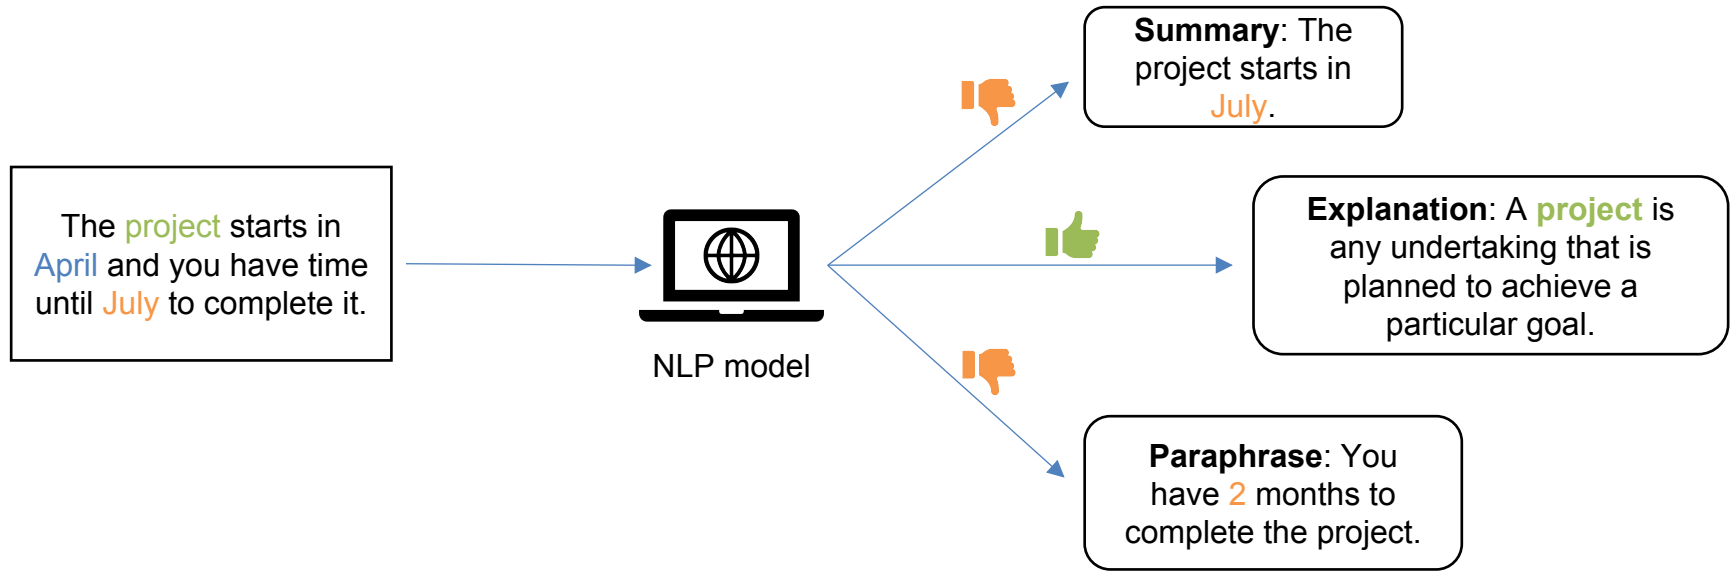 The project starts in
April and you have time
until July to complete it.
NLP model
Summary: The
project starts in
July.
Explanation: A project is
any undertaking that is
planned to achieve a
particular goal.
Paraphrase: You
have 2 months to
complete the project.